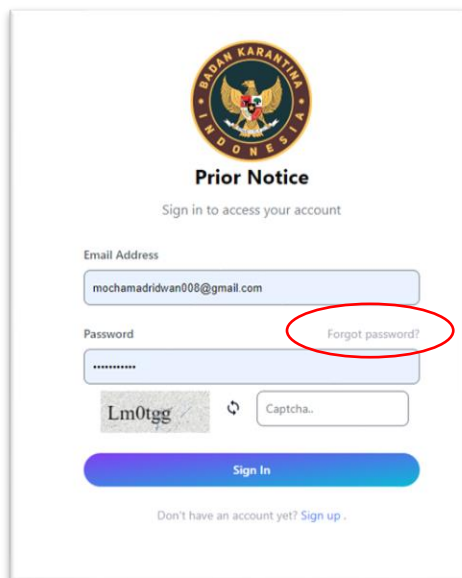 BADAN KARANTINA
INDONESIA
Prior Notice
Sign in to access your account
Email Address
mochamadridwan008@gmail.com
Password Forgot password?
•••••••••••
Lm0tgg Captcha..
Sign In
Don't have an account yet? Sign up .